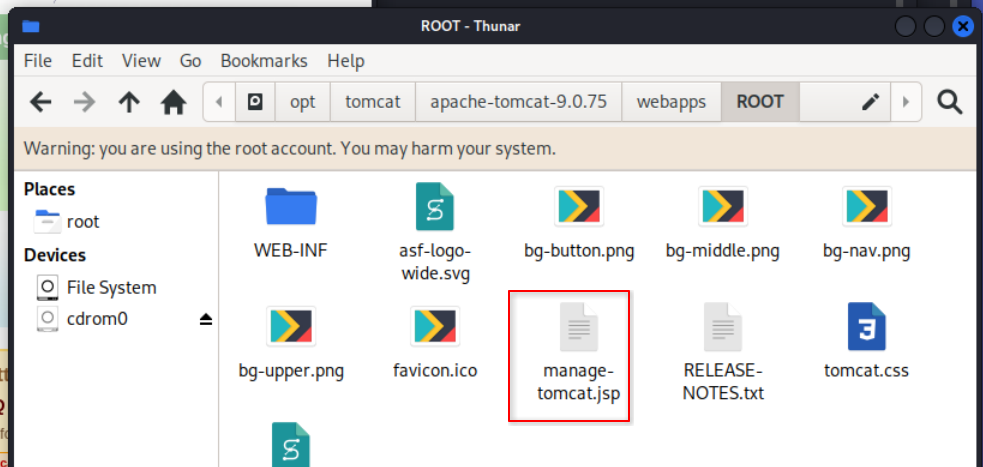 ROOT - Thunar
File Edit View Go Bookmarks Help
opt tomcat apache-tomcat-9.0.75 webapps ROOT
Warning: you are using the root account. You may harm your system.
Places
root
Devices
File System
cdrom0
WEB-INF
asf-logo-
wide.svg
bg-button.png
bg-middle.png
bg-nav.png
bg-upper.png
favicon.ico
manage-
tomcat.jsp
RELEASE-
NOTES.txt
tomcat.css